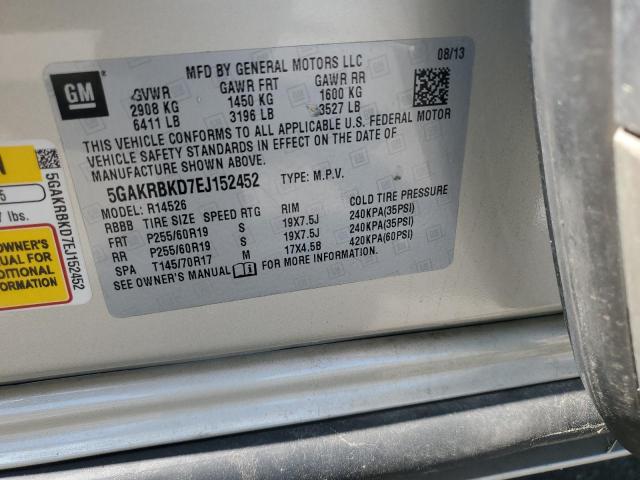 MFD BY GENERAL MOTORS LLC
08/13
GM
GVWR GAWR FRT GAWR RR
2908 KG 1450 KG 1600 KG
6411 LB 3196 LB 3527 LB
THIS VEHICLE CONFORMS TO ALL APPLICABLE U.S. FEDERAL MOTOR
VEHICLE SAFETY STANDARDS IN EFFECT ON THE DATE OF
MANUFACTURE SHOWN ABOVE.
5GAKRBKD7EJ152452 TYPE: M.P.V.
MODEL: R14526
RBBB TIRE SIZE SPEED RTG RIM COLD TIRE PRESSURE
FRT P255/60R19 S 19X7.5J 240KPA(35PSI)
RR P255/60R19 S 19X7.5J 240KPA(35PSI)
SPA T145/70R17 M 17X4.5B 420KPA(60PSI)
SEE OWNER'S MANUAL
N
5
lbs.
OWNER'S
UAL FOR
DITIONAL
ORMATION
5GAKRBKD7EJ152452